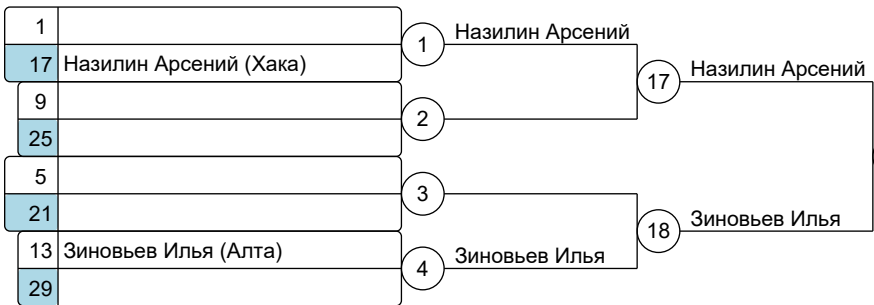 1
Назилин Арсений
1
17 Назилин Арсений (Хака)
17
Назилин Арсений
9
2
25
5
3
21
18
Зиновьев Илья
13 Зиновьев Илья (Алта)
4
Зиновьев Илья
29